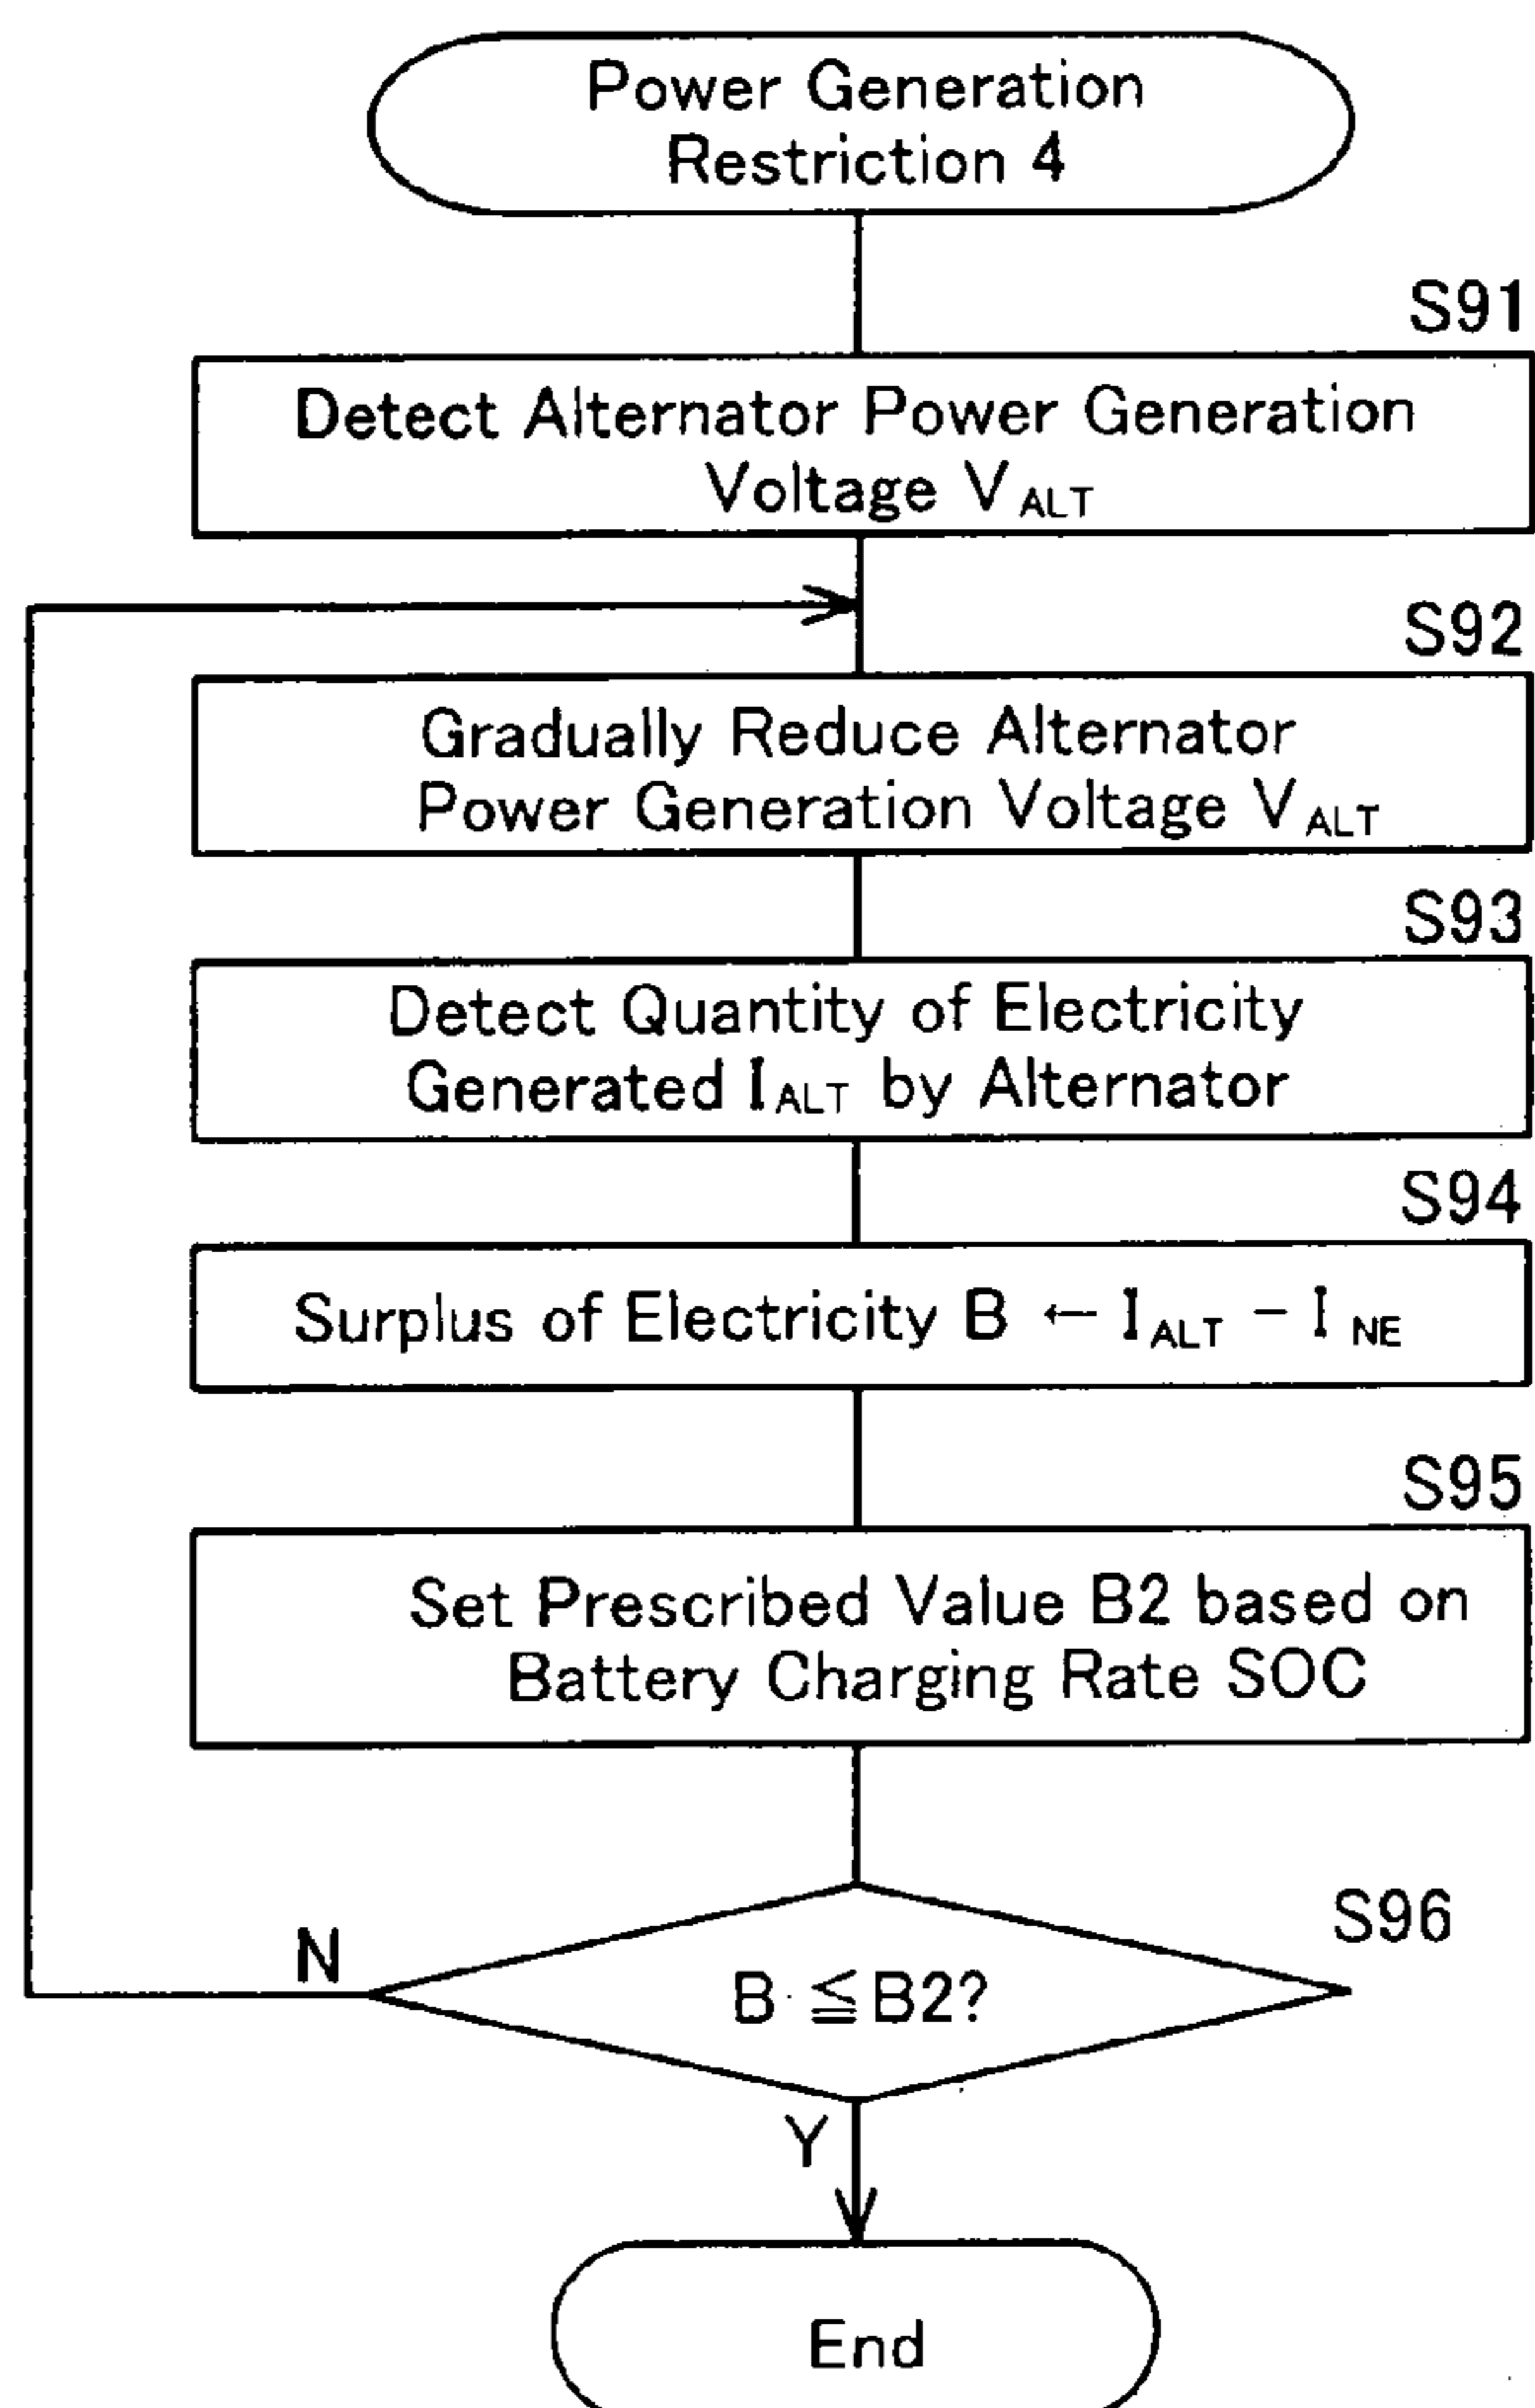 Power Generation
Restriction 4
S91
Detect Alternator Power Generation
Voltage VALT
S92
Gradually Reduce Alternator
Power Generation Voltage VALT
S93
Detect Quantity of Electricity
Generated IALT by Alternator
S94
Surplus of Electricity B ← IALT − INE
S95
Set Prescribed Value B2 based on
Battery Charging Rate SOC
S96
N
B ≦ B2?
Y
End